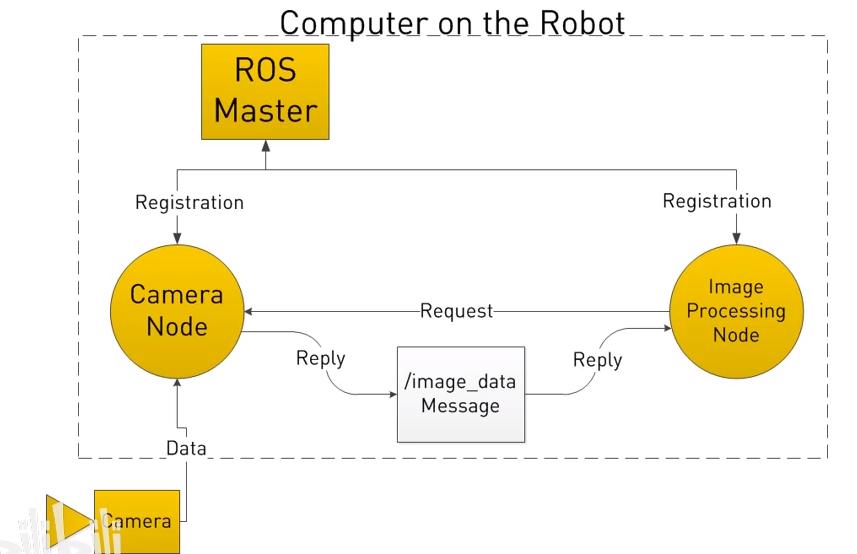 Computer on the Robot
ROS
Master
Registration
Registration
Camera
Node
Image
Processing
Node
Request
Reply
Reply
/image_data
Message
Data
Camera
bilibili